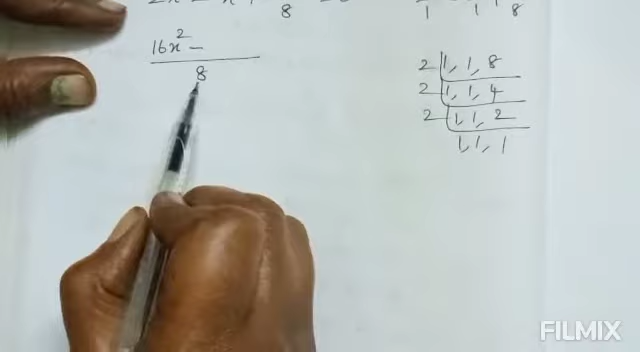 16x² -
8
2 1, 1, 8
2 1, 1, 4
2 1, 1, 2
1, 1, 1
FILMIX